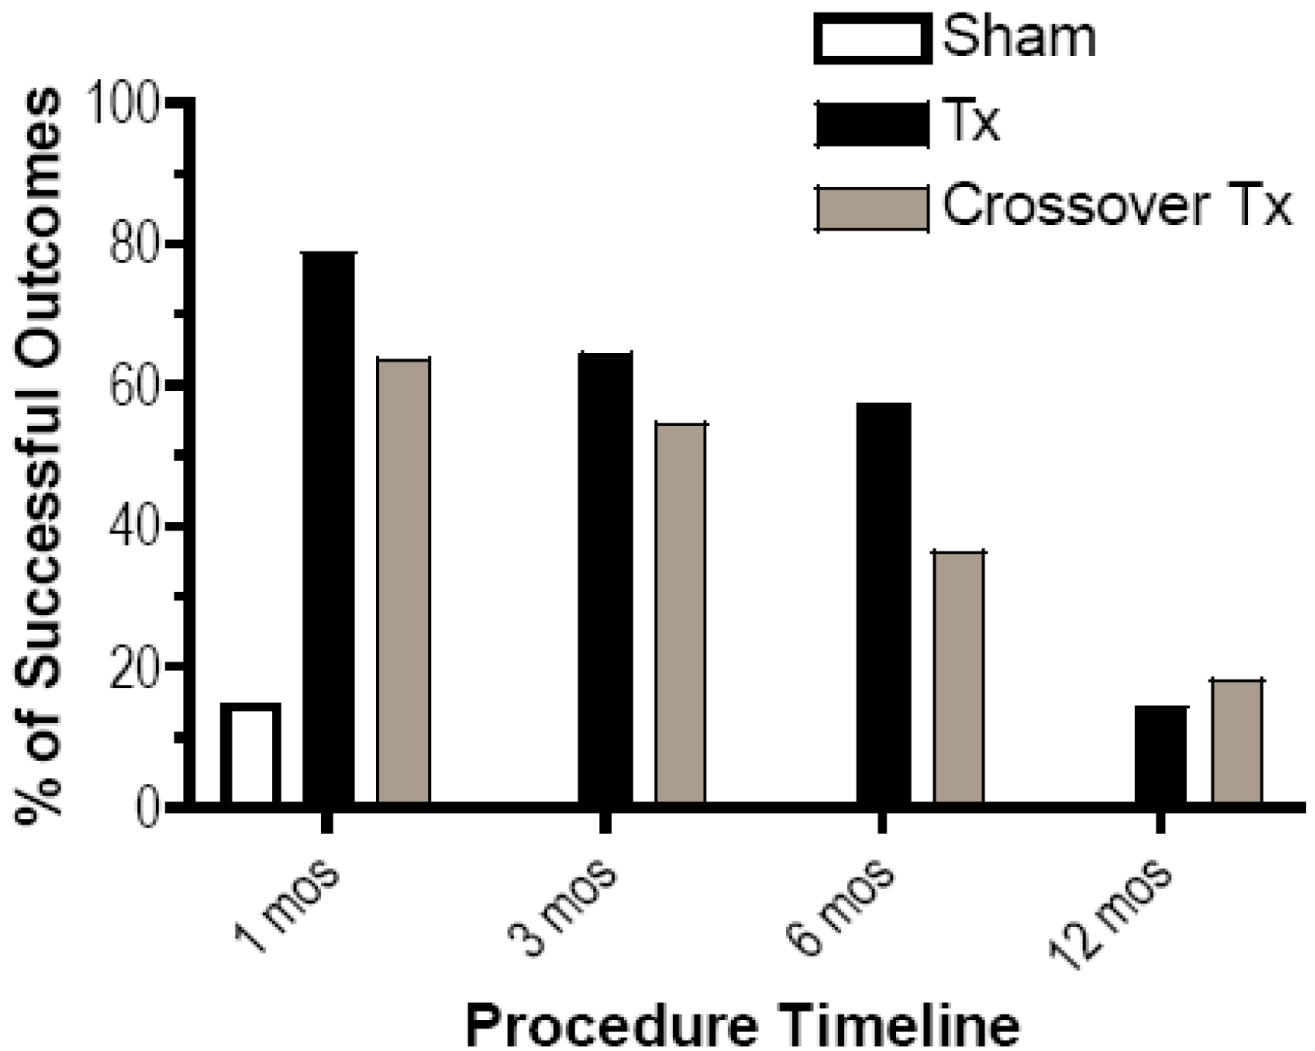 Sham
Tx
Crossover Tx
% of Successful Outcomes
100
80
60
40
20
0
1 mos
3 mos
6 mos
12 mos
Procedure Timeline